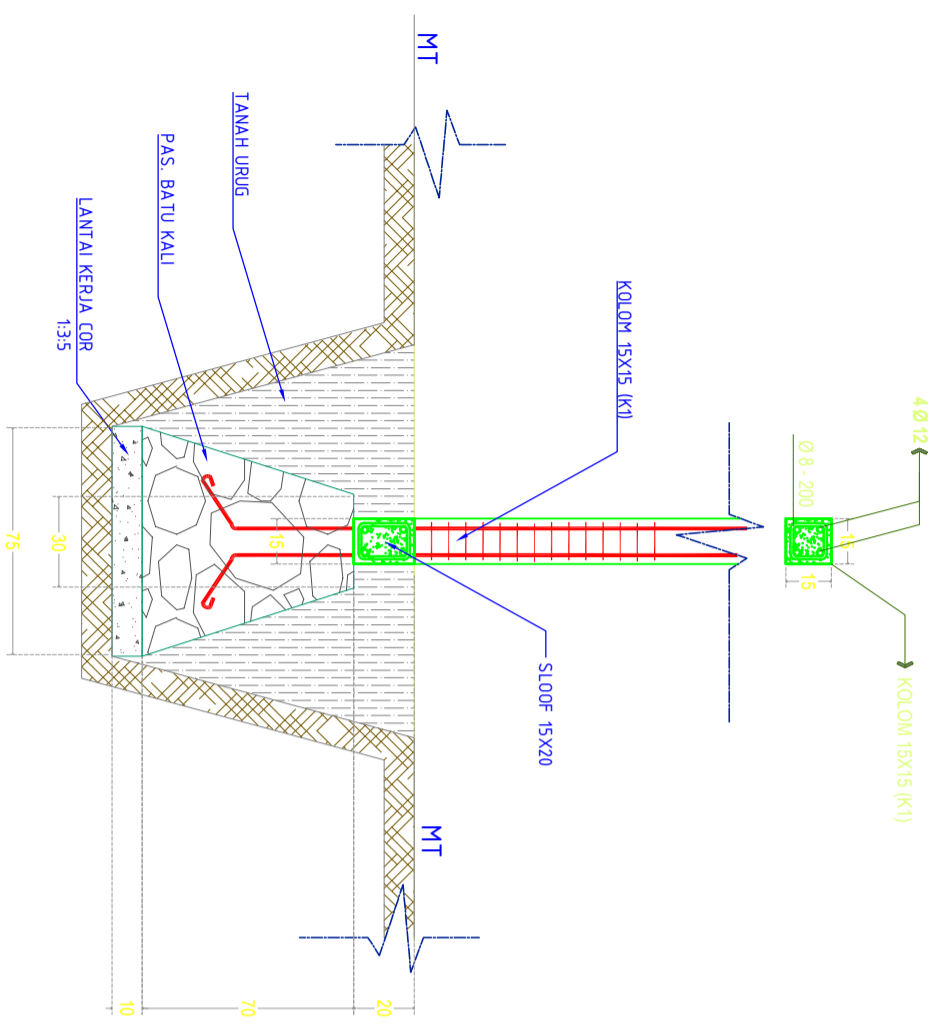 MT
TANAH URUG
PAS. BATU KALI
LANTAI KERJA COR
1:3:5
KOLOM 15X15 (K1)
4 Ø 12
Ø 8 - 200
15
15
KOLOM 15X15 (K1)
SLOOF 15X20
15
30
75
MT
20
70
10